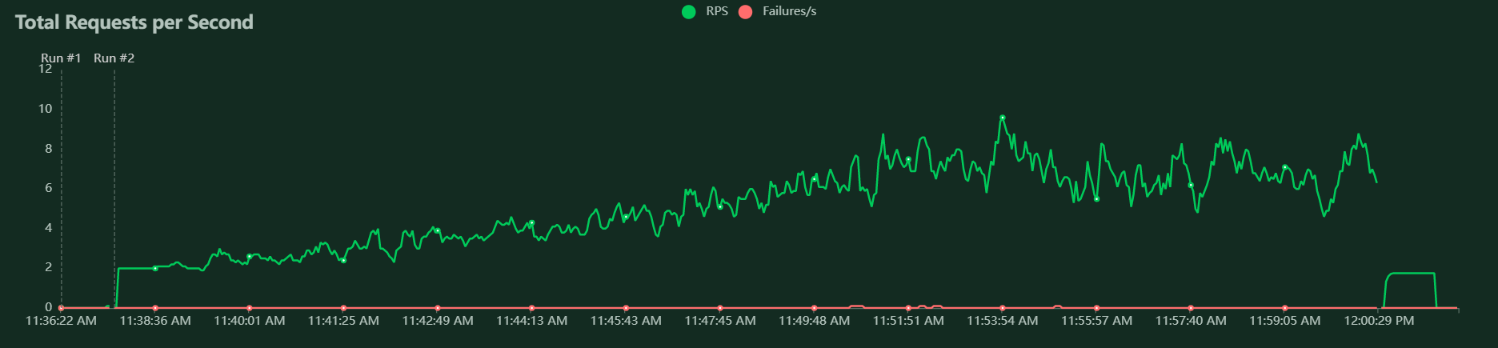 Total Requests per Second
RPS
Failures/s
Run #1
Run #2
12
10
8
6
4
2
0
11:36:22 AM
11:38:36 AM
11:40:01 AM
11:41:25 AM
11:42:49 AM
11:44:13 AM
11:45:43 AM
11:47:45 AM
11:49:48 AM
11:51:51 AM
11:53:54 AM
11:55:57 AM
11:57:40 AM
11:59:05 AM
12:00:29 PM